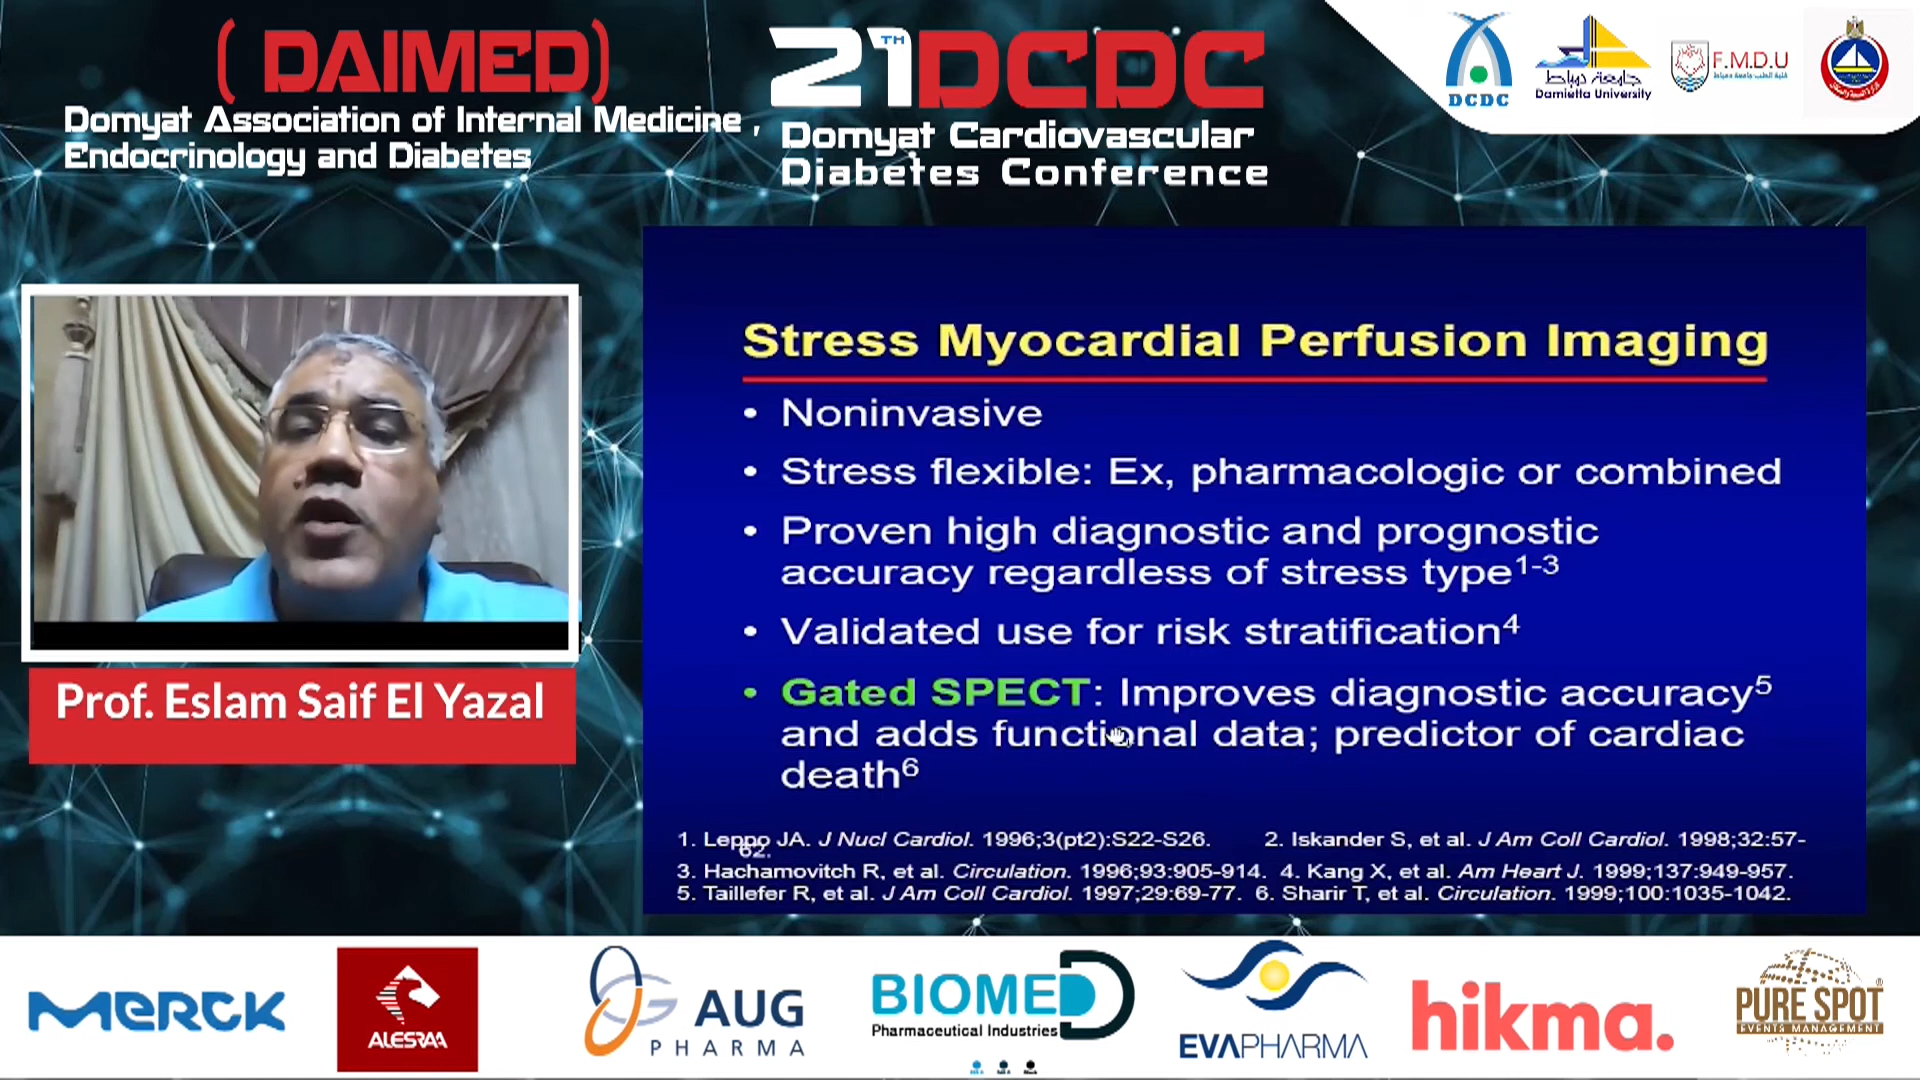 ( DAIMED)
Domyat Association of Internal Medicine ,
Endocrinology and Diabetes
21TH DCDC
Domyat Cardiovascular
Diabetes Conference
DCDC
جامعة دمياط
Damietta University
F.M.D.U
كلية الطب جامعة دمياط
Prof. Eslam Saif El Yazal
Stress Myocardial Perfusion Imaging
• Noninvasive
• Stress flexible: Ex, pharmacologic or combined
• Proven high diagnostic and prognostic
accuracy regardless of stress type1-3
• Validated use for risk stratification4
• Gated SPECT: Improves diagnostic accuracy5
and adds functional data; predictor of cardiac
death6
1. Leppo JA. J Nucl Cardiol. 1996;3(pt2):S22-S26. 2. Iskander S, et al. J Am Coll Cardiol. 1998;32:57-
62.
3. Hachamovitch R, et al. Circulation. 1996;93:905-914. 4. Kang X, et al. Am Heart J. 1999;137:949-957.
5. Taillefer R, et al. J Am Coll Cardiol. 1997;29:69-77. 6. Sharir T, et al. Circulation. 1999;100:1035-1042.
MERCK
ALESRAA
AUG
PHARMA
BIOMED
Pharmaceutical Industries
EVAPHARMA
hikma.
PURE SPOT
EVENTS MANAGEMENT